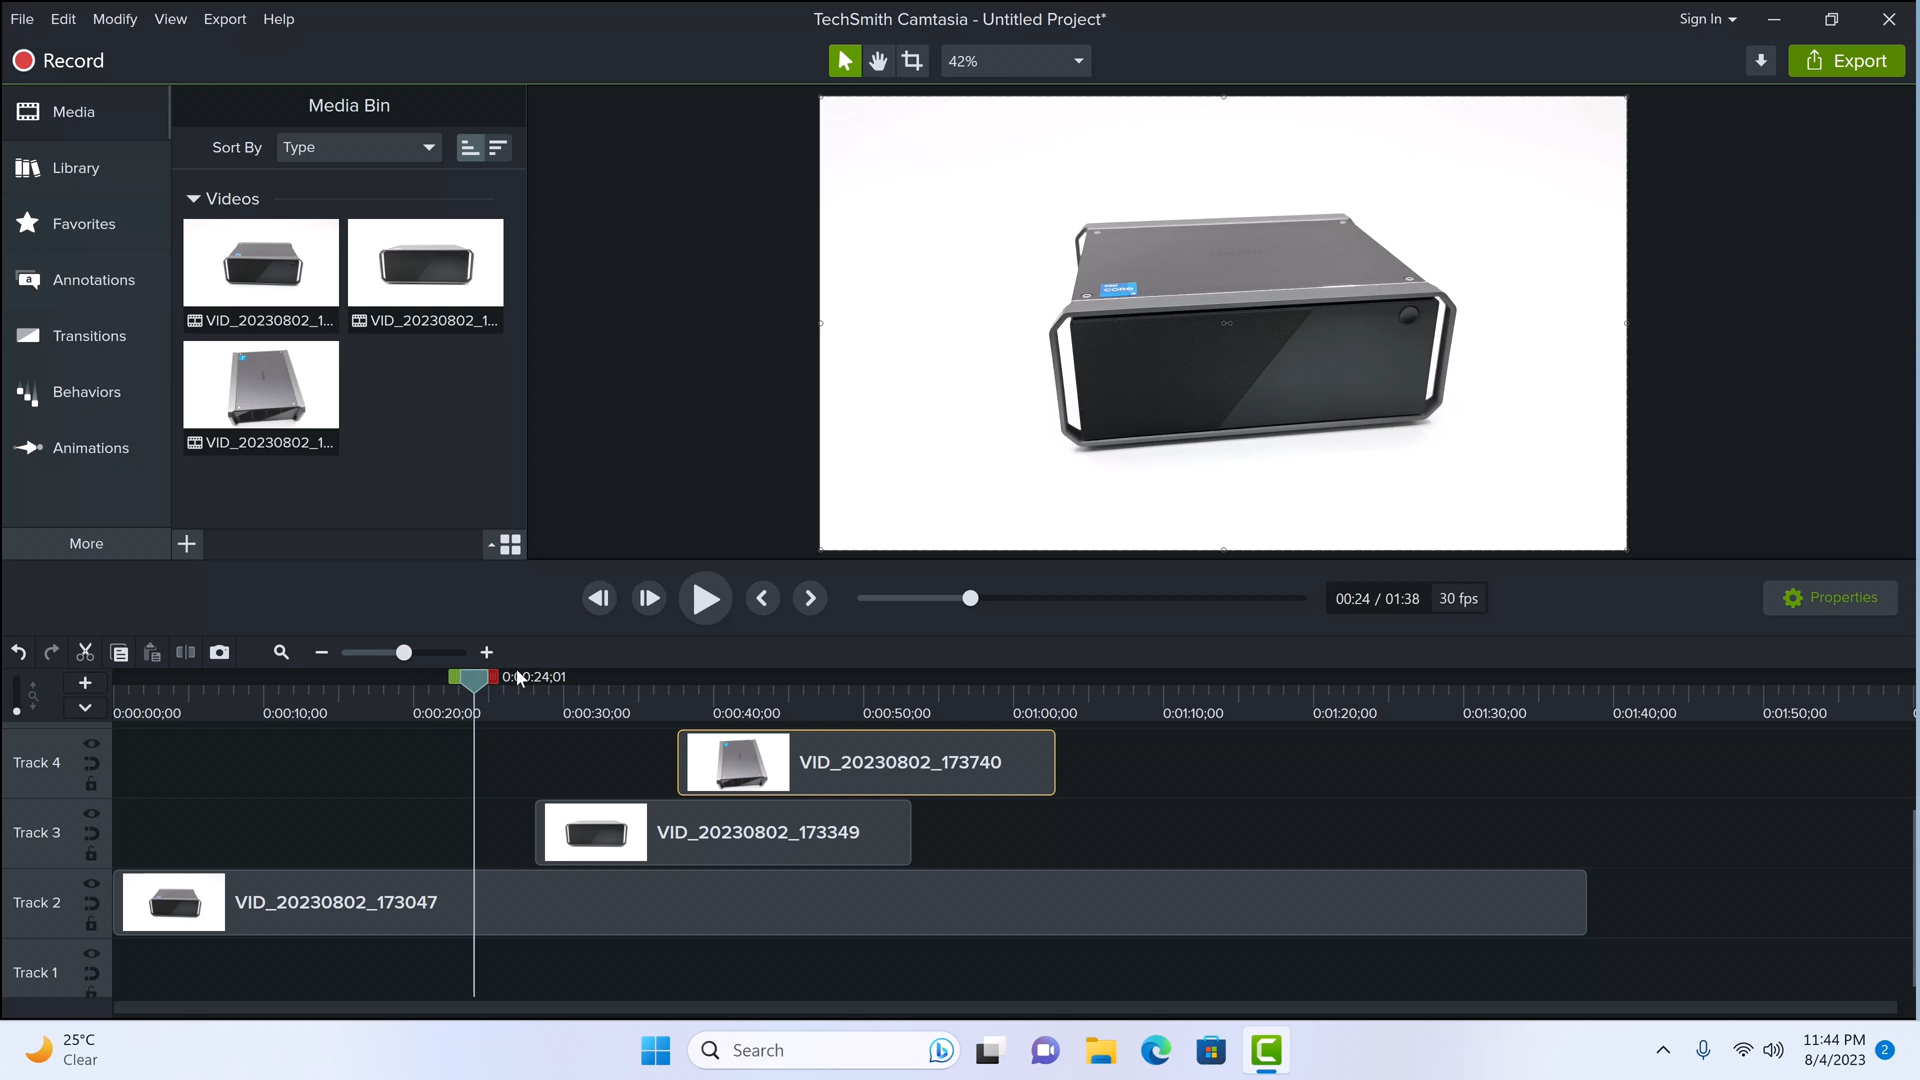 File Edit Modify View Export Help
TechSmith Camtasia - Untitled Project*
Sign In
Record
42%
Export
Media
Library
Favorites
Annotations
Transitions
Behaviors
Animations
More
Media Bin
Sort By Type
Videos
VID_20230802_1... VID_20230802_1...
VID_20230802_1...
intel CORE
00:24 / 01:38 30 fps
Properties
0:00:24;01
0:00:00;00 0:00:10;00 0:00:20;00 0:00:30;00 0:00:40;00 0:00:50;00 0:01:00;00 0:01:10;00 0:01:20;00 0:01:30;00 0:01:40;00 0:01:50;00
Track 4 VID_20230802_173740
Track 3 VID_20230802_173349
Track 2 VID_20230802_173047
Track 1
25°C
Clear
Search
11:44 PM
8/4/2023
2